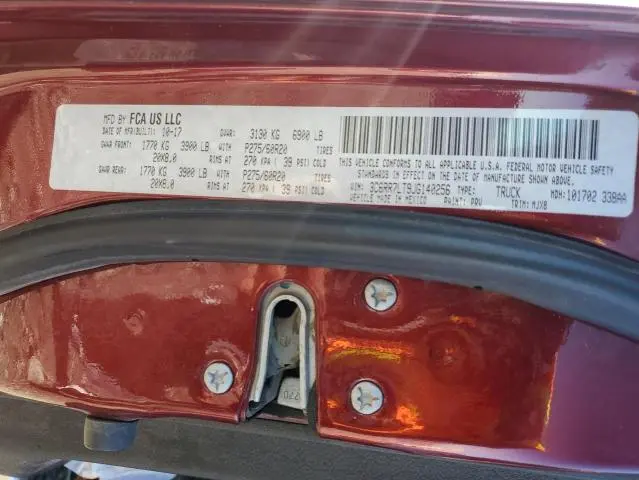 MFD BY FCA US LLC
DATE OF MFR(BUILT): 10-17 GVWR: 3130 KG 6900 LB
GAWR FRONT: 1770 KG 3900 LB WITH P275/60R20 TIRES
20X8.0 RIMS AT 270 KPA ( 39 PSI) COLD
GAWR REAR: 1770 KG 3900 LB WITH P275/60R20 TIRES
20X8.0 RIMS AT 270 KPA ( 39 PSI) COLD
THIS VEHICLE CONFORMS TO ALL APPLICABLE U.S.A. FEDERAL MOTOR VEHICLE SAFETY
STANDARDS IN EFFECT ON THE DATE OF MANUFACTURE SHOWN ABOVE.
VIN: 3C6RR7LT9JG140256 TYPE: TRUCK MDH: 101702 338AA
VEHICLE MADE IN MEXICO PAINT: PRV TRIM: MJX8